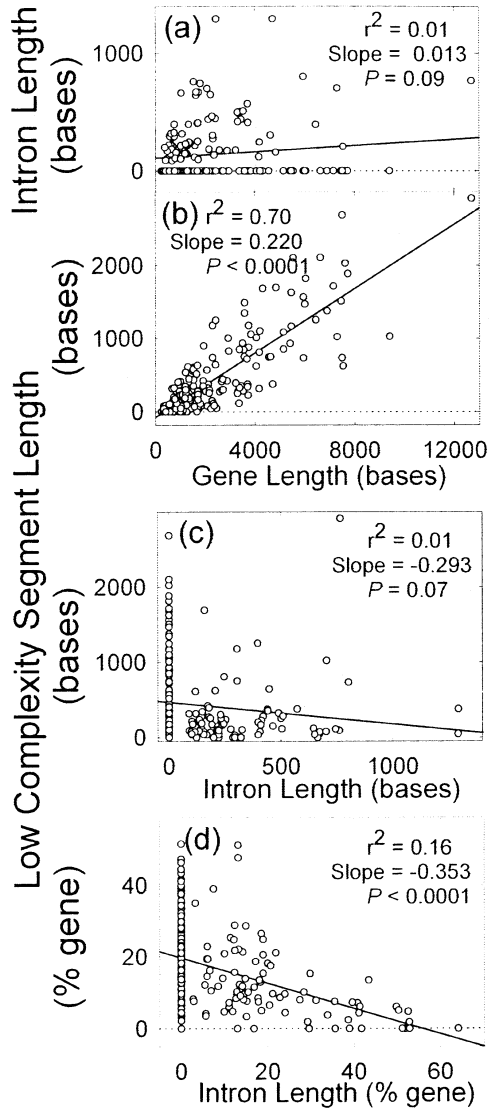 (a)
r² = 0.01
Slope = 0.013
P = 0.09
Intron Length
(bases)
1000
0
(b)
r² = 0.70
Slope = 0.220
P < 0.0001
2000
1000
0
(bases)
0 4000 8000 12000
Gene Length (bases)
Low Complexity Segment Length
(c)
r² = 0.01
Slope = -0.293
P = 0.07
2000
1000
0
(bases)
0 500 1000
Intron Length (bases)
(d)
r² = 0.16
Slope = -0.353
P < 0.0001
40
20
0
(% gene)
0 20 40 60
Intron Length (% gene)